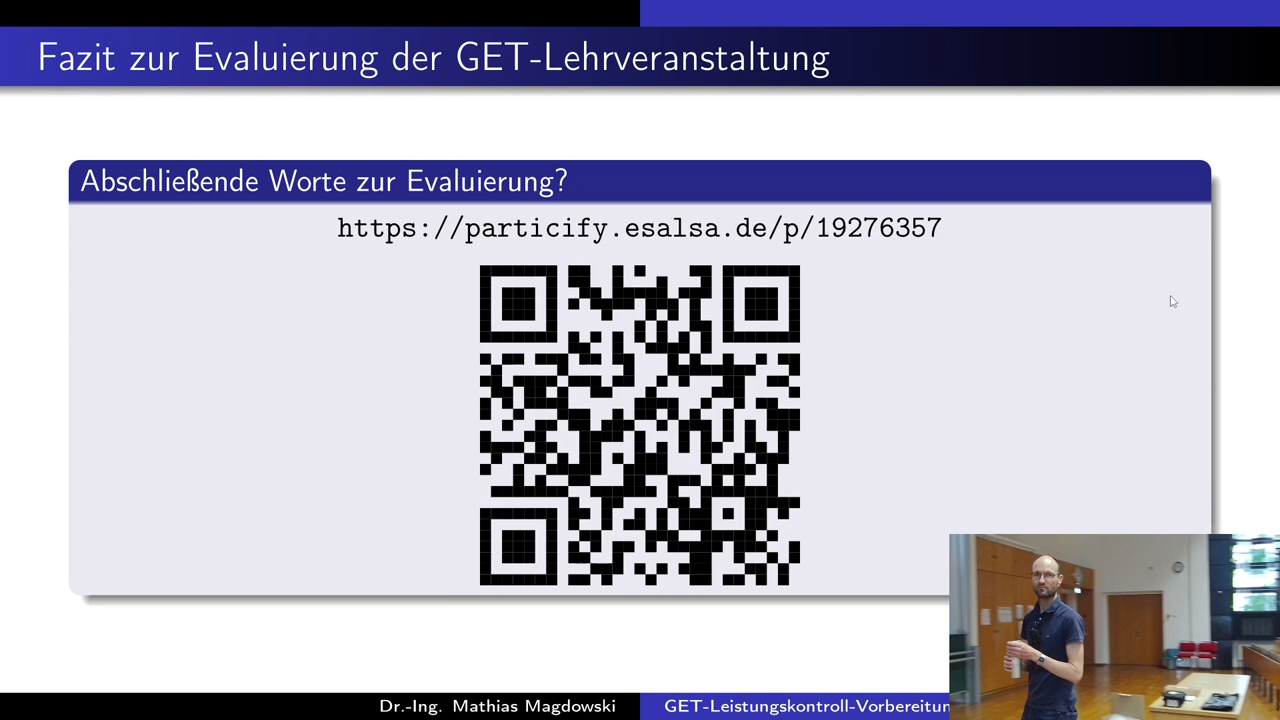 Fazit zur Evaluierung der GET-Lehrveranstaltung
Abschließende Worte zur Evaluierung?
https://particify.esalsa.de/p/19276357
Dr.-Ing. Mathias Magdowski
GET-Leistungskontroll-Vorbereitun